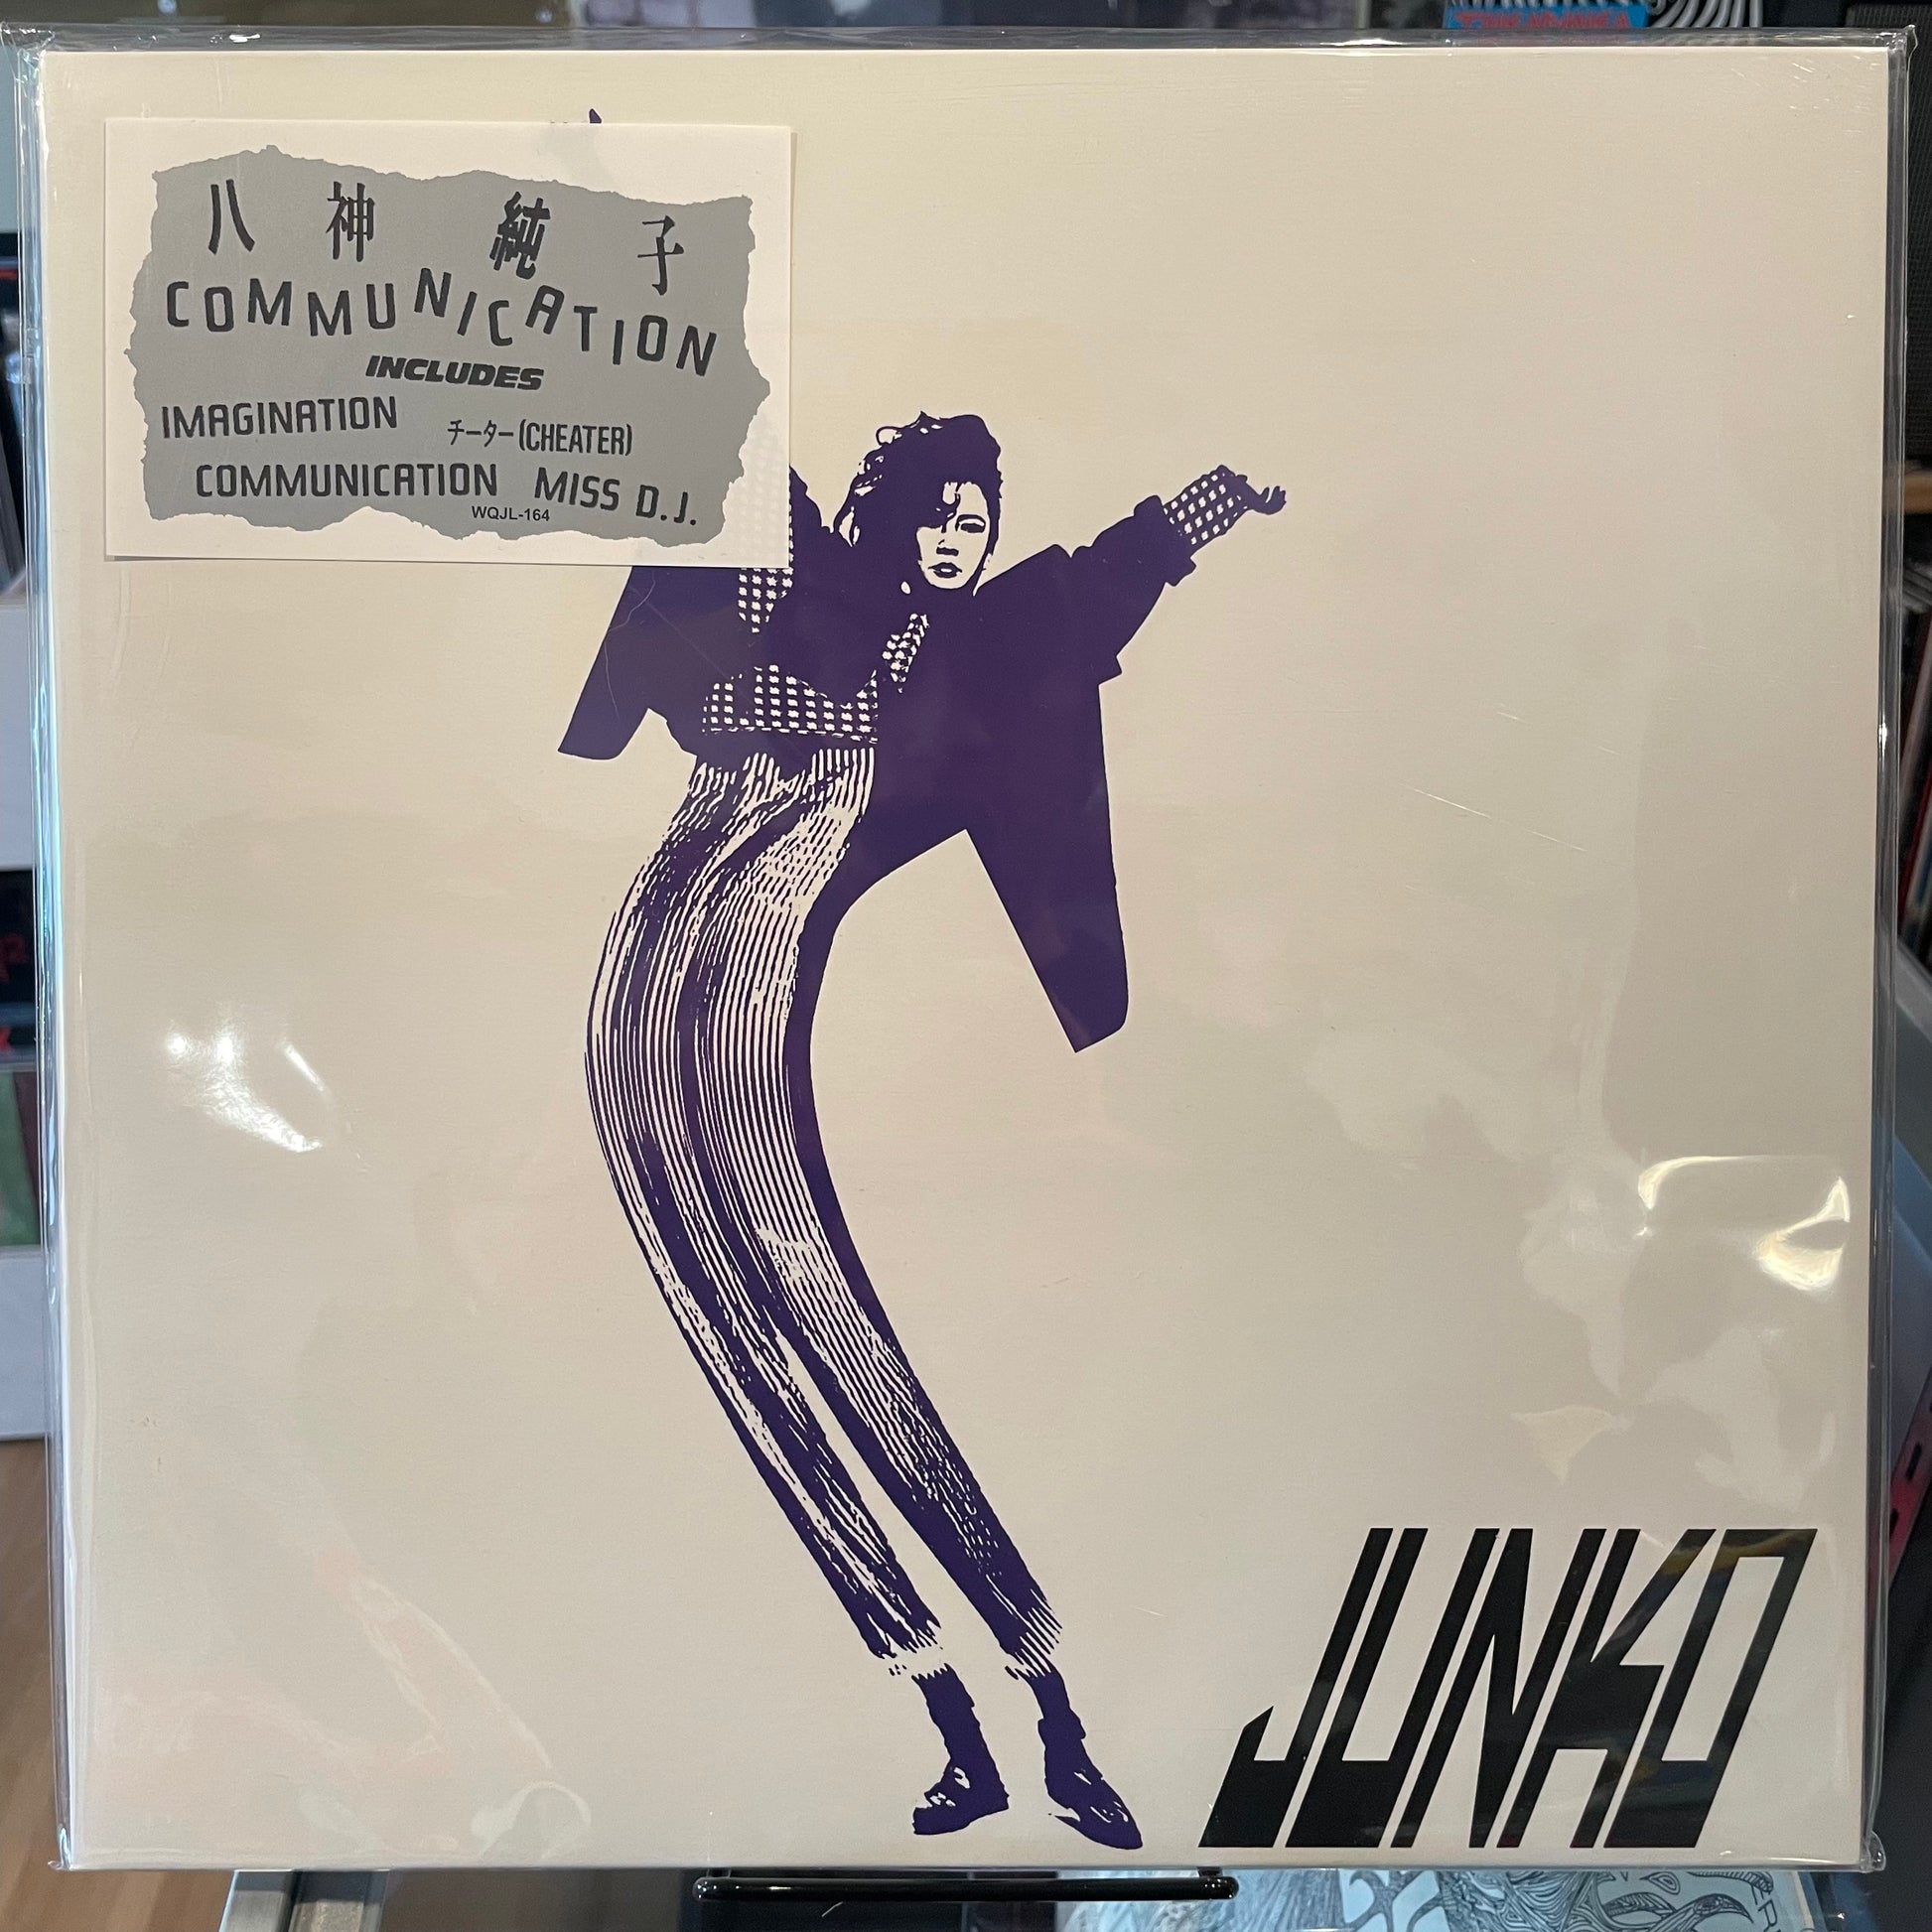 八神純子
COMMUNICATION
INCLUDES
IMAGINATION チーター(CHEATER)
COMMUNICATION MISS D.J.
WQJL-164
JUNKO